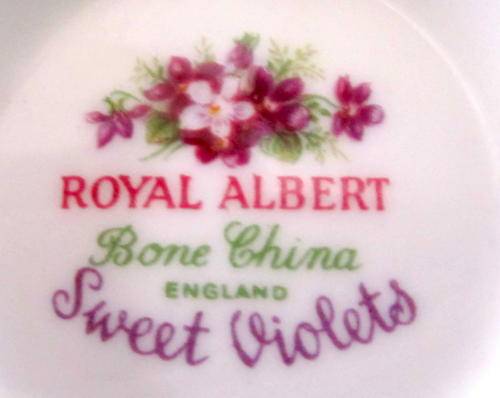 ROYAL ALBERT
Bone China
ENGLAND
Sweet Violets